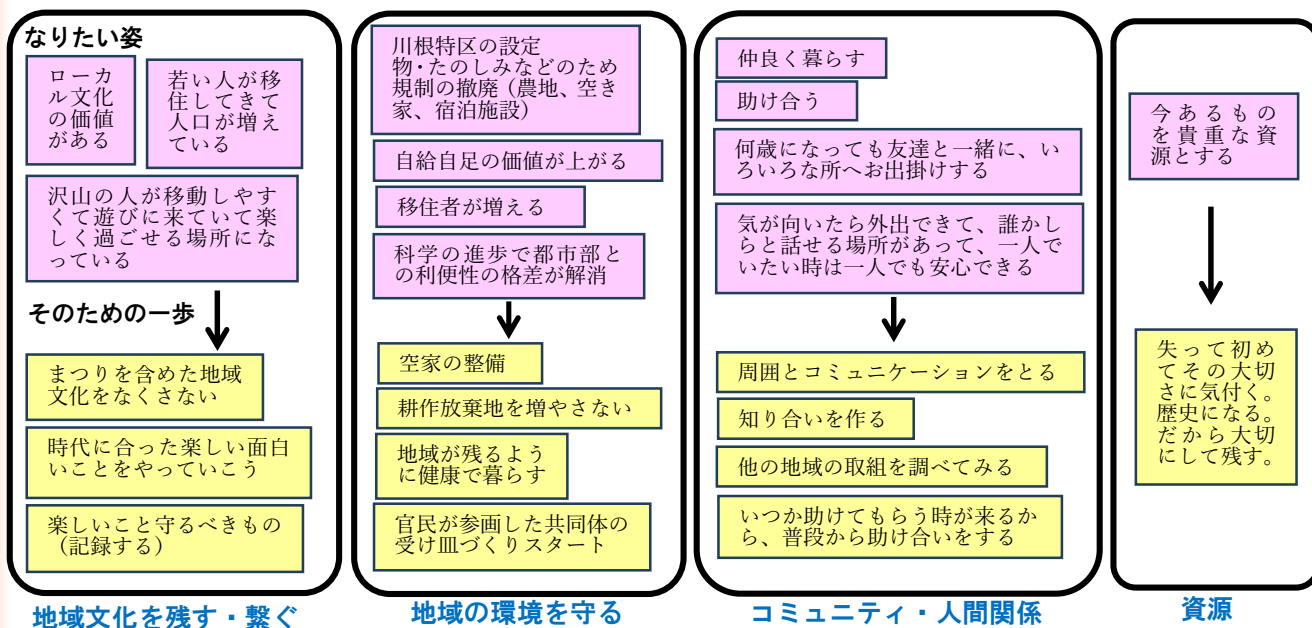 なりたい姿
ローカ
ル文化
の価値
がある
若い人が移
住してきて
人口が増え
ている
沢山の人が移動しやす
くて遊びに来ていて楽
しく過ごせる場所にな
っている
そのための一歩
まつりを含めた地域
文化をなくさない
時代に合った楽しい面白
いことをやっていこう
楽しいこと守るべきもの
(記録する)
地域文化を残す・繋ぐ
川根特区の設定
物・たのしみなどのため
規制の撤廃(農地、空き
家、宿泊施設)
自給自足の価値が上がる
移住者が増える
科学の進歩で都市部と
の利便性の格差が解消
空家の整備
耕作放棄地を増やさない
地域が残るよう
に健康で暮らす
官民が参画した共同体の
受け皿づくりスタート
地域の環境を守る
仲良く暮らす
助け合う
何歳になっても友達と一緒に、い
ろいろな所へお出掛けする
気が向いたら外出できて、誰かし
らと話せる場所があって、一人で
いたい時は一人でも安心できる
周囲とコミュニケーションをとる
知り合いを作る
他の地域の取組を調べてみる
いつか助けてもらう時が来るか
ら、普段から助け合いをする
コミュニティ・人間関係
今あるもの
を貴重な資
源とする
失って初め
てその大切
さに気付く。
歴史になる。
だから大切
にして残す。
資源